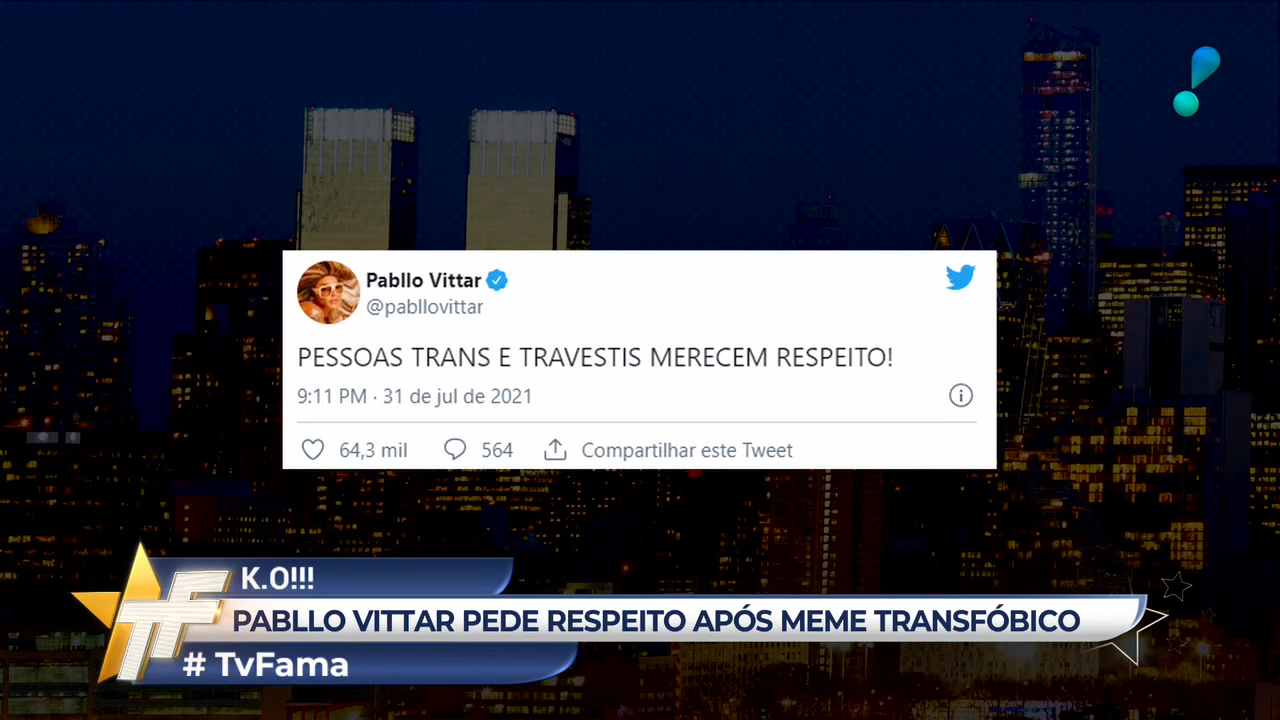 Pabllo Vittar
@pabllovittar
PESSOAS TRANS E TRAVESTIS MERECEM RESPEITO!
9:11 PM · 31 de jul de 2021
64,3 mil 564 Compartilhar este Tweet
K.O!!!
PABLLO VITTAR PEDE RESPEITO APÓS MEME TRANSFÓBICO
TF
# TvFama